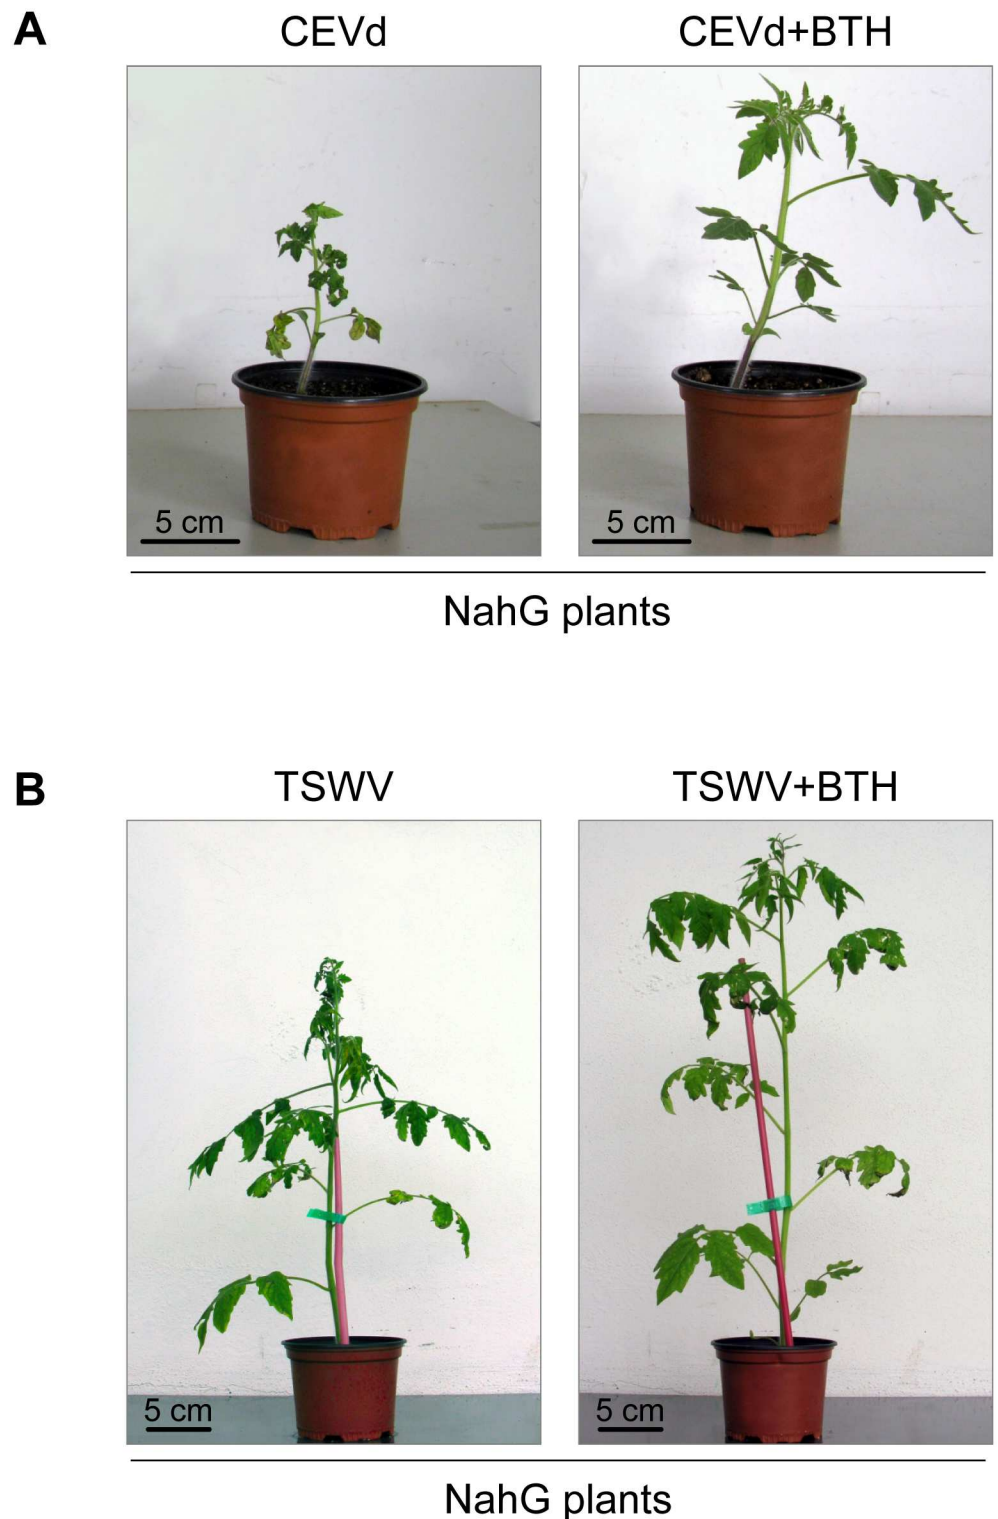 A
CEVd
CEVd+BTH
5 cm
5 cm
NahG plants
B
TSWV
TSWV+BTH
5 cm
5 cm
NahG plants